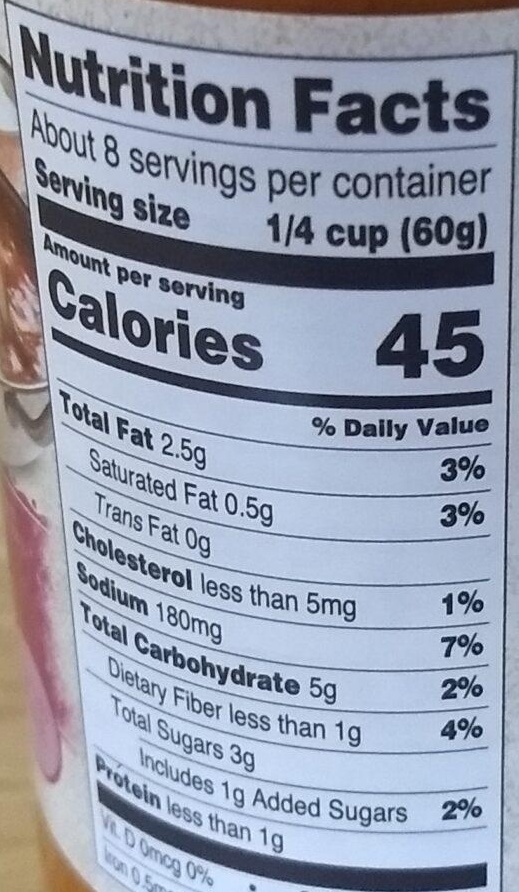 Nutrition Facts
About 8 servings per container
Serving size 1/4 cup (60g)
Amount per serving
Calories 45
% Daily Value
Total Fat 2.5g 3%
Saturated Fat 0.5g 3%
Trans Fat 0g
Cholesterol less than 5mg 1%
Sodium 180mg 7%
Total Carbohydrate 5g 2%
Dietary Fiber less than 1g 4%
Total Sugars 3g
Includes 1g Added Sugars 2%
Protein less than 1g
Vit. D 0mcg 0% •
Iron